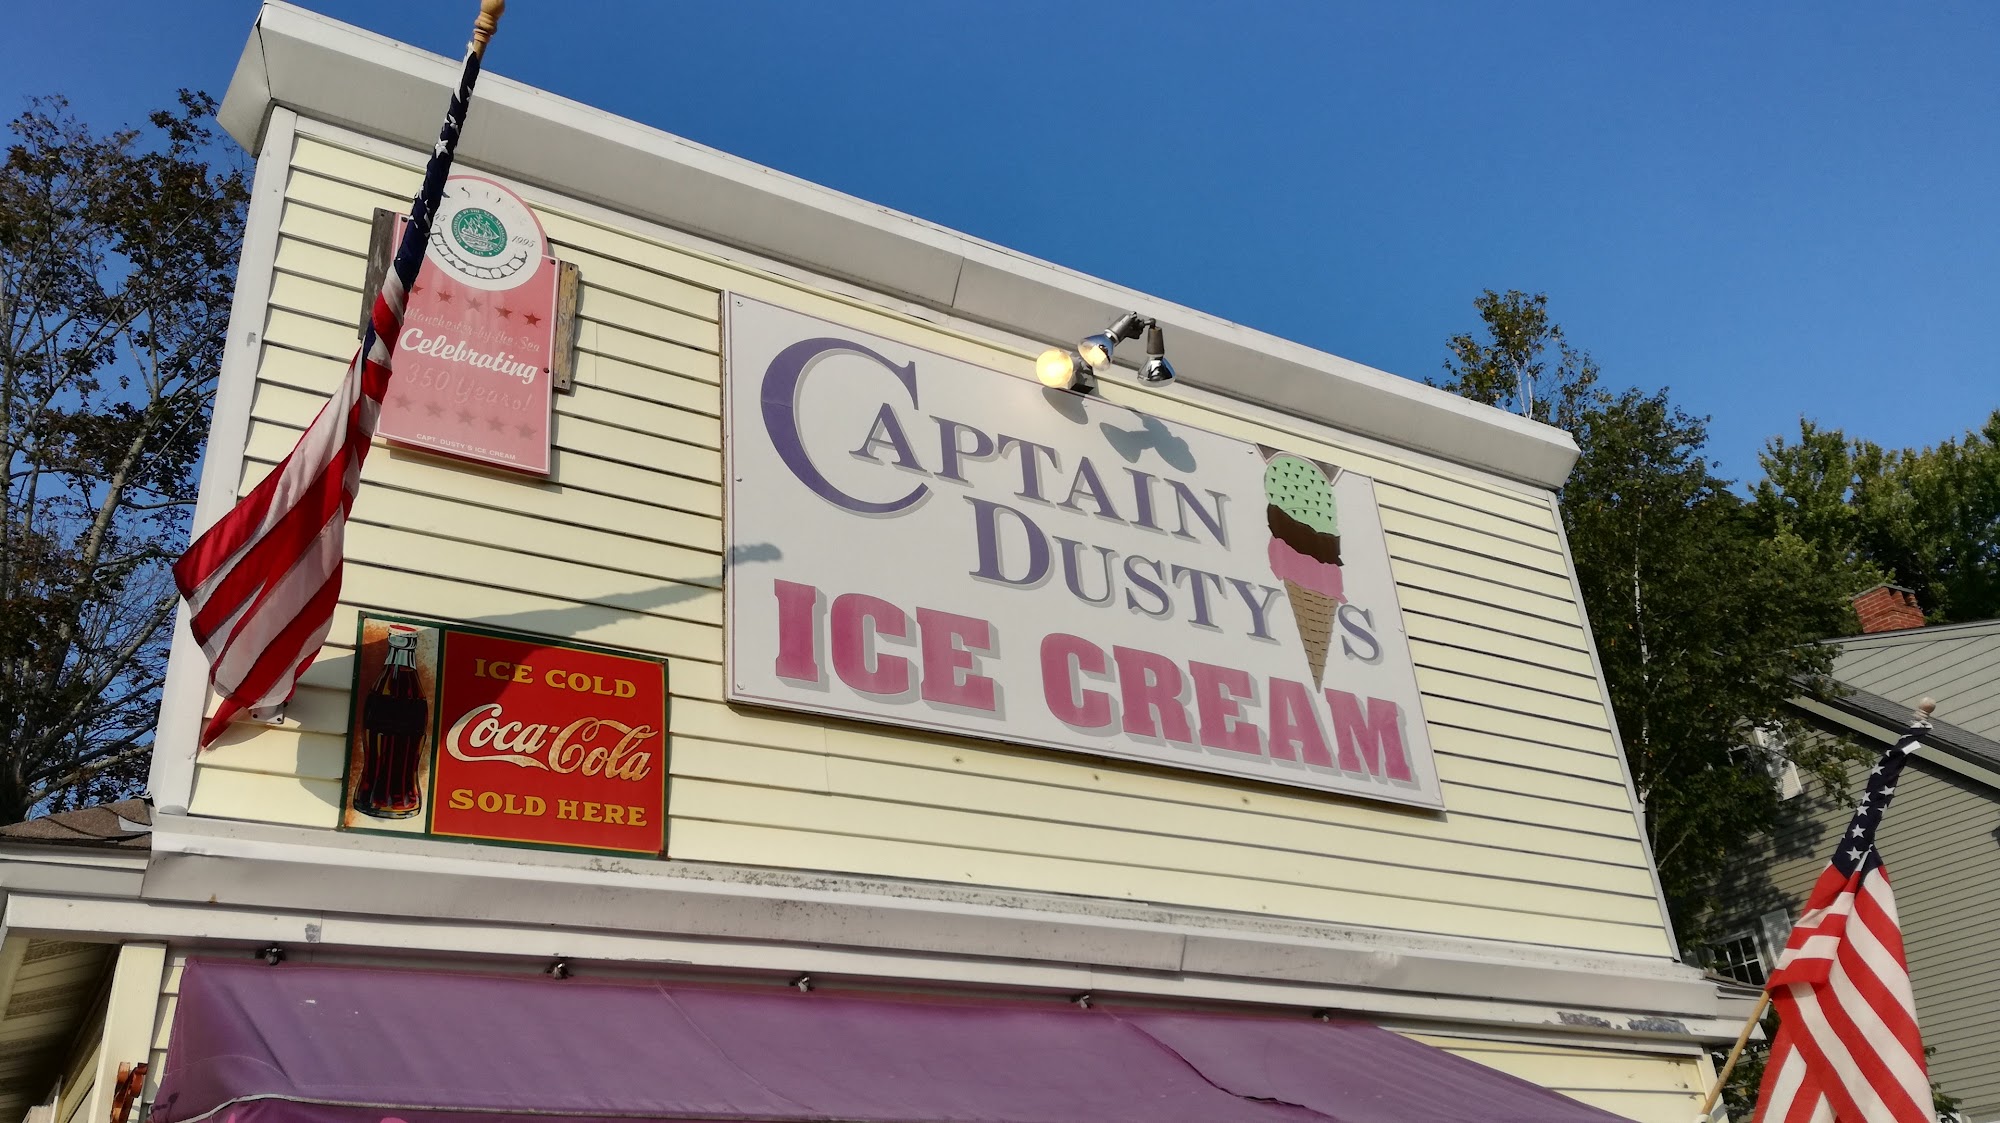 1995
Manchester-by-the-Sea
Celebrating
350 Years!
CAPT. DUSTY'S ICE CREAM
CAPTAIN
DUSTY'S
ICE CREAM
ICE COLD
Coca-Cola
SOLD HERE